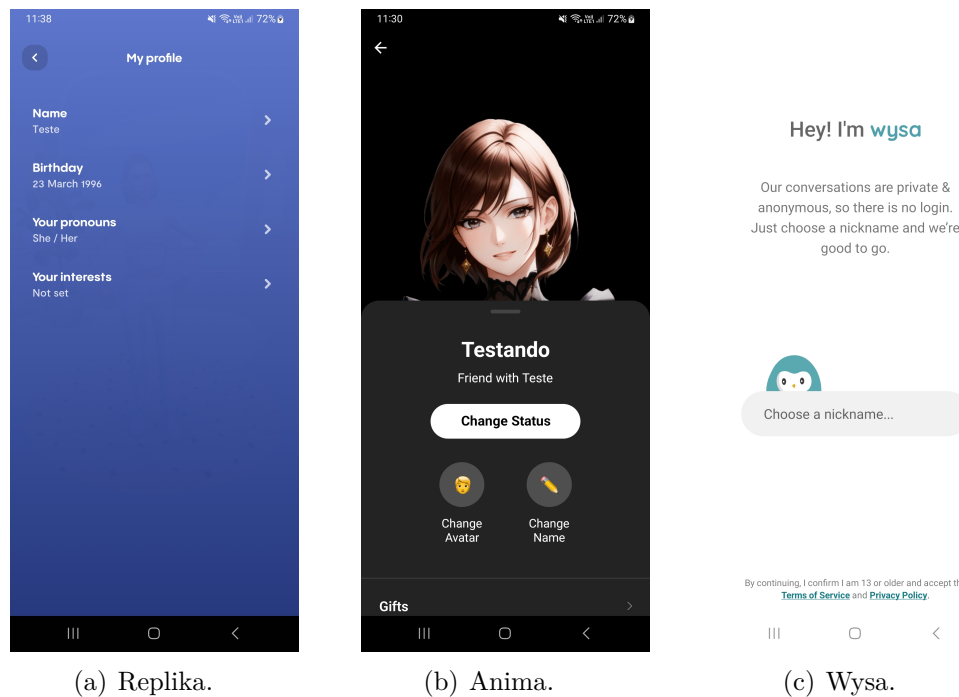 11:38
72%
My profile
Name
Teste
Birthday
23 March 1996
Your pronouns
She / Her
Your interests
Not set
(a) Replika.
11:30
72%
Testando
Friend with Teste
Change Status
Change
Avatar
Change
Name
Gifts
(b) Anima.
Hey! I'm wysa
Our conversations are private &
anonymous, so there is no login.
Just choose a nickname and we're
good to go.
Choose a nickname...
By continuing, I confirm I am 13 or older and accept
Terms of Service and Privacy Policy.
(c) Wysa.